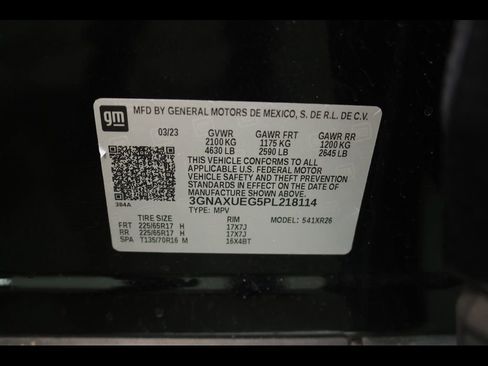 gm
MFD BY GENERAL MOTORS DE MEXICO, S. DE R.L. DE C.V.
03/23 GVWR GAWR FRT GAWR RR
2100 KG 1175 KG 1200 KG
4630 LB 2590 LB 2645 LB
THIS VEHICLE CONFORMS TO ALL
APPLICABLE U.S. FEDERAL MOTOR
VEHICLE SAFETY AND THEFT
PREVENTION STANDARDS IN EFFECT
ON THE DATE OF MANUFACTURE
SHOWN ABOVE.
384A
3GNAXUEG5PL218114
TYPE: MPV MODEL: 541XR26
TIRE SIZE RIM
FRT 225/65R17 H 17X7J
RR 225/65R17 H 17X7J
SPA T135/70R16 M 16X4BT